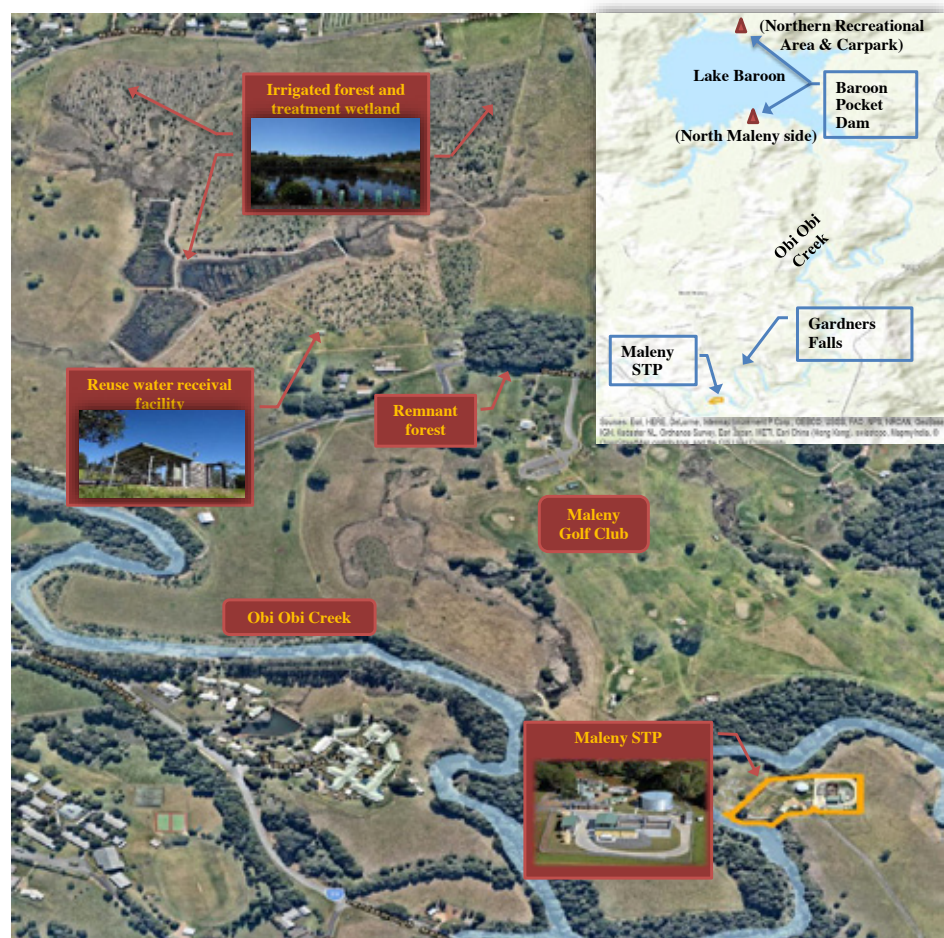 Irrigated forest and
treatment wetland
(Northern Recreational
Area & Carpark)
Lake Baroon
Baroon
Pocket
Dam
(North Maleny side)
Obi Obi
Creek
Gardners
Falls
Maleny
STP
Reuse water receival
facility
Remnant
forest
Maleny
Golf Club
Obi Obi Creek
Maleny STP